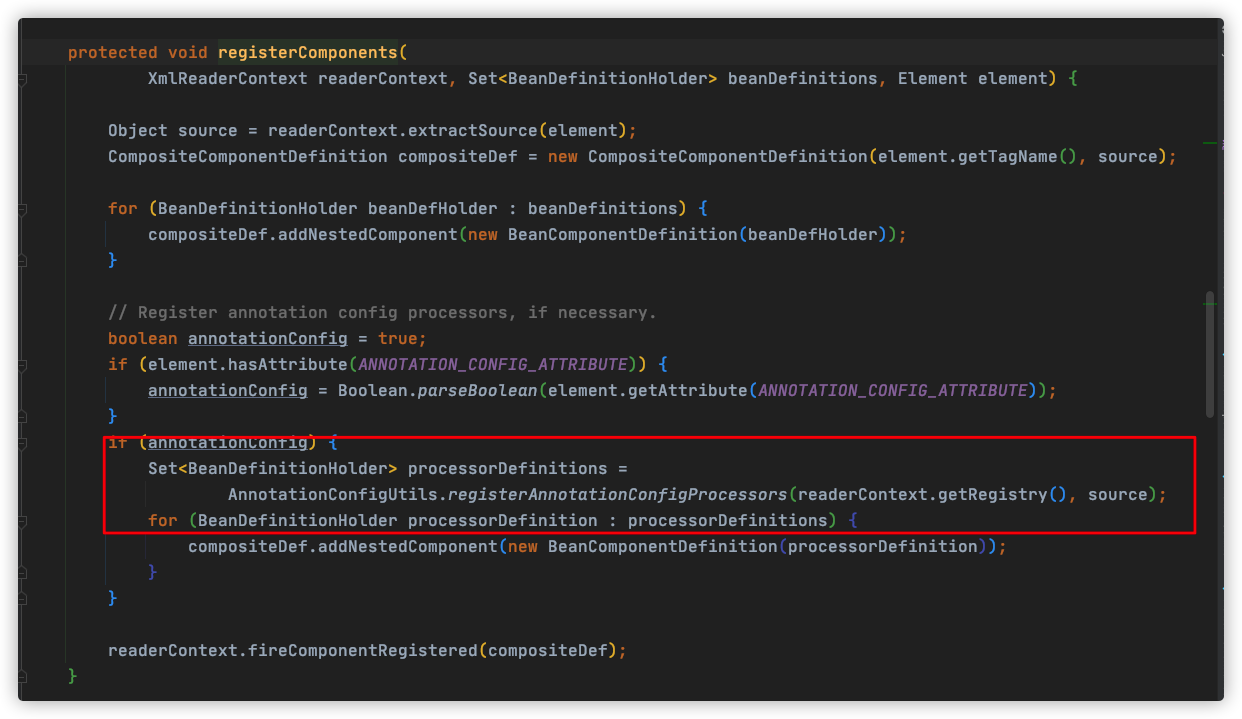 protected void registerComponents(
XmlReaderContext readerContext, Set<BeanDefinitionHolder> beanDefinitions, Element element) {
Object source = readerContext.extractSource(element);
CompositeComponentDefinition compositeDef = new CompositeComponentDefinition(element.getTagName(), source);
for (BeanDefinitionHolder beanDefHolder : beanDefinitions) {
compositeDef.addNestedComponent(new BeanComponentDefinition(beanDefHolder));
}
// Register annotation config processors, if necessary.
boolean annotationConfig = true;
if (element.hasAttribute(ANNOTATION_CONFIG_ATTRIBUTE)) {
annotationConfig = Boolean.parseBoolean(element.getAttribute(ANNOTATION_CONFIG_ATTRIBUTE));
}
if (annotationConfig) {
Set<BeanDefinitionHolder> processorDefinitions =
AnnotationConfigUtils.registerAnnotationConfigProcessors(readerContext.getRegistry(), source);
for (BeanDefinitionHolder processorDefinition : processorDefinitions) {
compositeDef.addNestedComponent(new BeanComponentDefinition(processorDefinition));
}
}
readerContext.fireComponentRegistered(compositeDef);
}